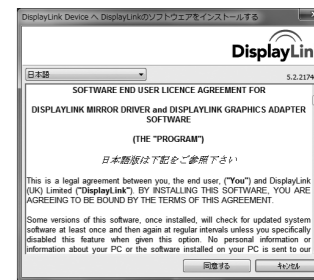 DisplayLink Device へ DisplayLinkのソフトウェアをインストールする
DisplayLin
日本語
5.2.2174
SOFTWARE END USER LICENCE AGREEMENT FOR
DISPLAYLINK MIRROR DRIVER and DISPLAYLINK GRAPHICS ADAPTER
SOFTWARE
(THE "PROGRAM")
日本語版は下記をご参照下さい
This is a legal agreement between you, the end user, ("You") and DisplayLink
(UK) Limited ("DisplayLink"). BY INSTALLING THIS SOFTWARE, YOU ARE
AGREEING TO BE BOUND BY THE TERMS OF THIS AGREEMENT.
Some versions of this software, once installed, will check for updated system
software at least once and then again at regular intervals unless you specifically
disabled this feature when given this option. No personal information or
information about your PC or the software installed on your PC is sent to our
同意する
キャンセル